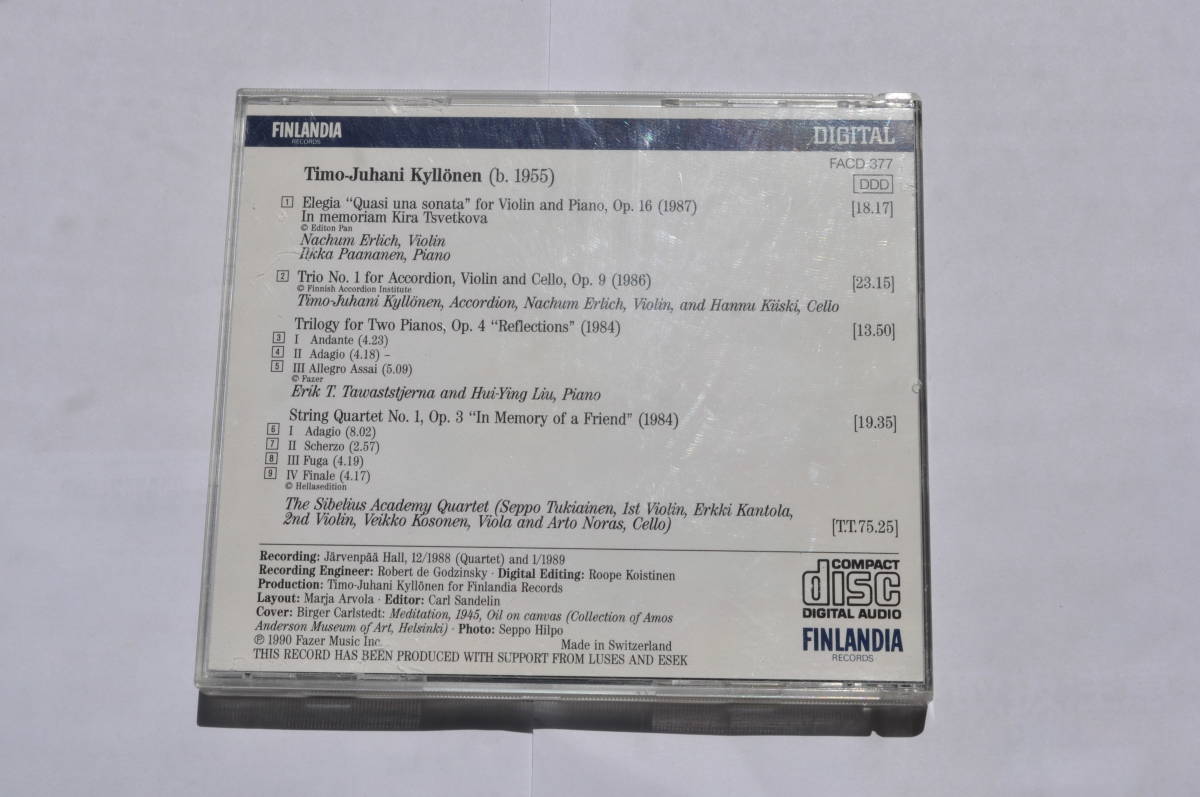 FINLANDIA
RECORDS
DIGITAL
FACD 377
DDD
Timo-Juhani Kyllönen (b. 1955)
1 Elegia “Quasi una sonata” for Violin and Piano, Op. 16 (1987) [18.17]
In memoriam Kira Tsvetkova
© Editon Pan
Nachum Erlich, Violin
Ilkka Paananen, Piano
2 Trio No. 1 for Accordion, Violin and Cello, Op. 9 (1986) [23.15]
© Finnish Accordion Institute
Timo-Juhani Kyllönen, Accordion, Nachum Erlich, Violin, and Hannu Kiiski, Cello
Trilogy for Two Pianos, Op. 4 “Reflections” (1984) [13.50]
3 I Andante (4.23)
4 II Adagio (4.18) –
5 III Allegro Assai (5.09)
© Fazer
Erik T. Tawaststjerna and Hui-Ying Liu, Piano
String Quartet No. 1, Op. 3 “In Memory of a Friend” (1984) [19.35]
6 I Adagio (8.02)
7 II Scherzo (2.57)
8 III Fuga (4.19)
9 IV Finale (4.17)
© Hellasedition
The Sibelius Academy Quartet (Seppo Tukiainen, 1st Violin, Erkki Kantola,
2nd Violin, Veikko Kosonen, Viola and Arto Noras, Cello) [T.T.75.25]
Recording: Järvenpää Hall, 12/1988 (Quartet) and 1/1989
Recording Engineer: Robert de Godzinsky · Digital Editing: Roope Koistinen
Production: Timo-Juhani Kyllönen for Finlandia Records
Layout: Marja Arvola · Editor: Carl Sandelin
Cover: Birger Carlstedt: Meditation, 1945, Oil on canvas (Collection of Amos
Anderson Museum of Art, Helsinki) · Photo: Seppo Hilpo
℗ 1990 Fazer Music Inc. Made in Switzerland
THIS RECORD HAS BEEN PRODUCED WITH SUPPORT FROM LUSES AND ESEK
COMPACT
disc
DIGITAL AUDIO
FINLANDIA
RECORDS